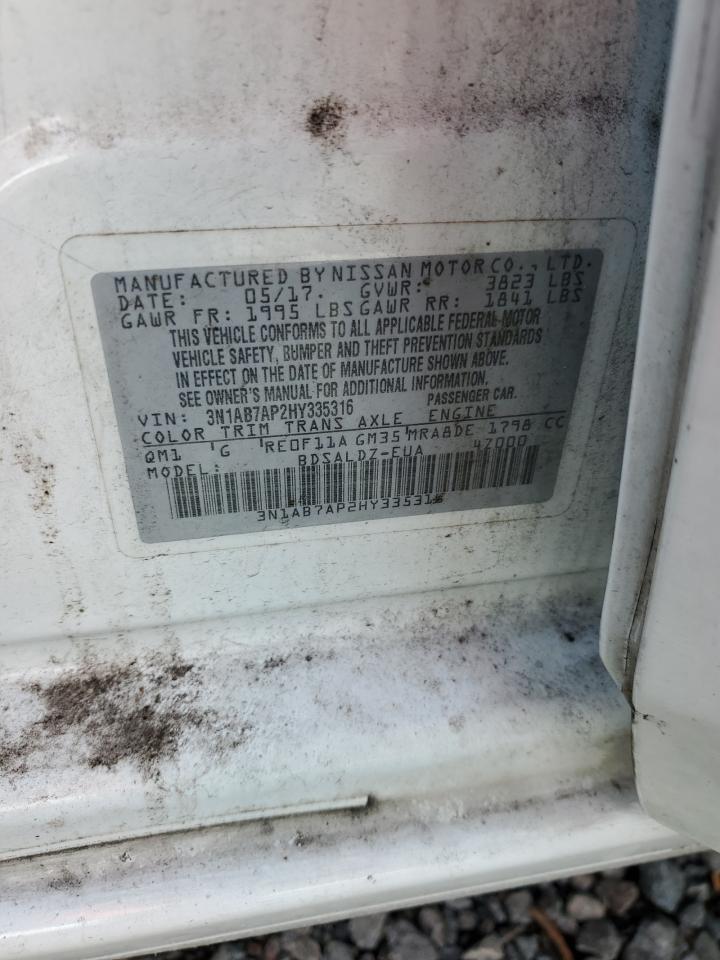 MANUFACTURED BY NISSAN MOTOR CO., LTD.
DATE: 05/17. GVWR: 3823 LBS
GAWR FR: 1995 LBS GAWR RR: 1841 LBS
THIS VEHICLE CONFORMS TO ALL APPLICABLE FEDERAL MOTOR
VEHICLE SAFETY, BUMPER AND THEFT PREVENTION STANDARDS
IN EFFECT ON THE DATE OF MANUFACTURE SHOWN ABOVE.
SEE OWNER'S MANUAL FOR ADDITIONAL INFORMATION.
VIN: 3N1AB7AP2HY335316 PASSENGER CAR.
COLOR TRIM TRANS AXLE ENGINE
QM1 G RE0F11A GM35 MRA8DE 1798 CC
MODEL: BDSALDZ-EUA 47000
3N1AB7AP2HY335316